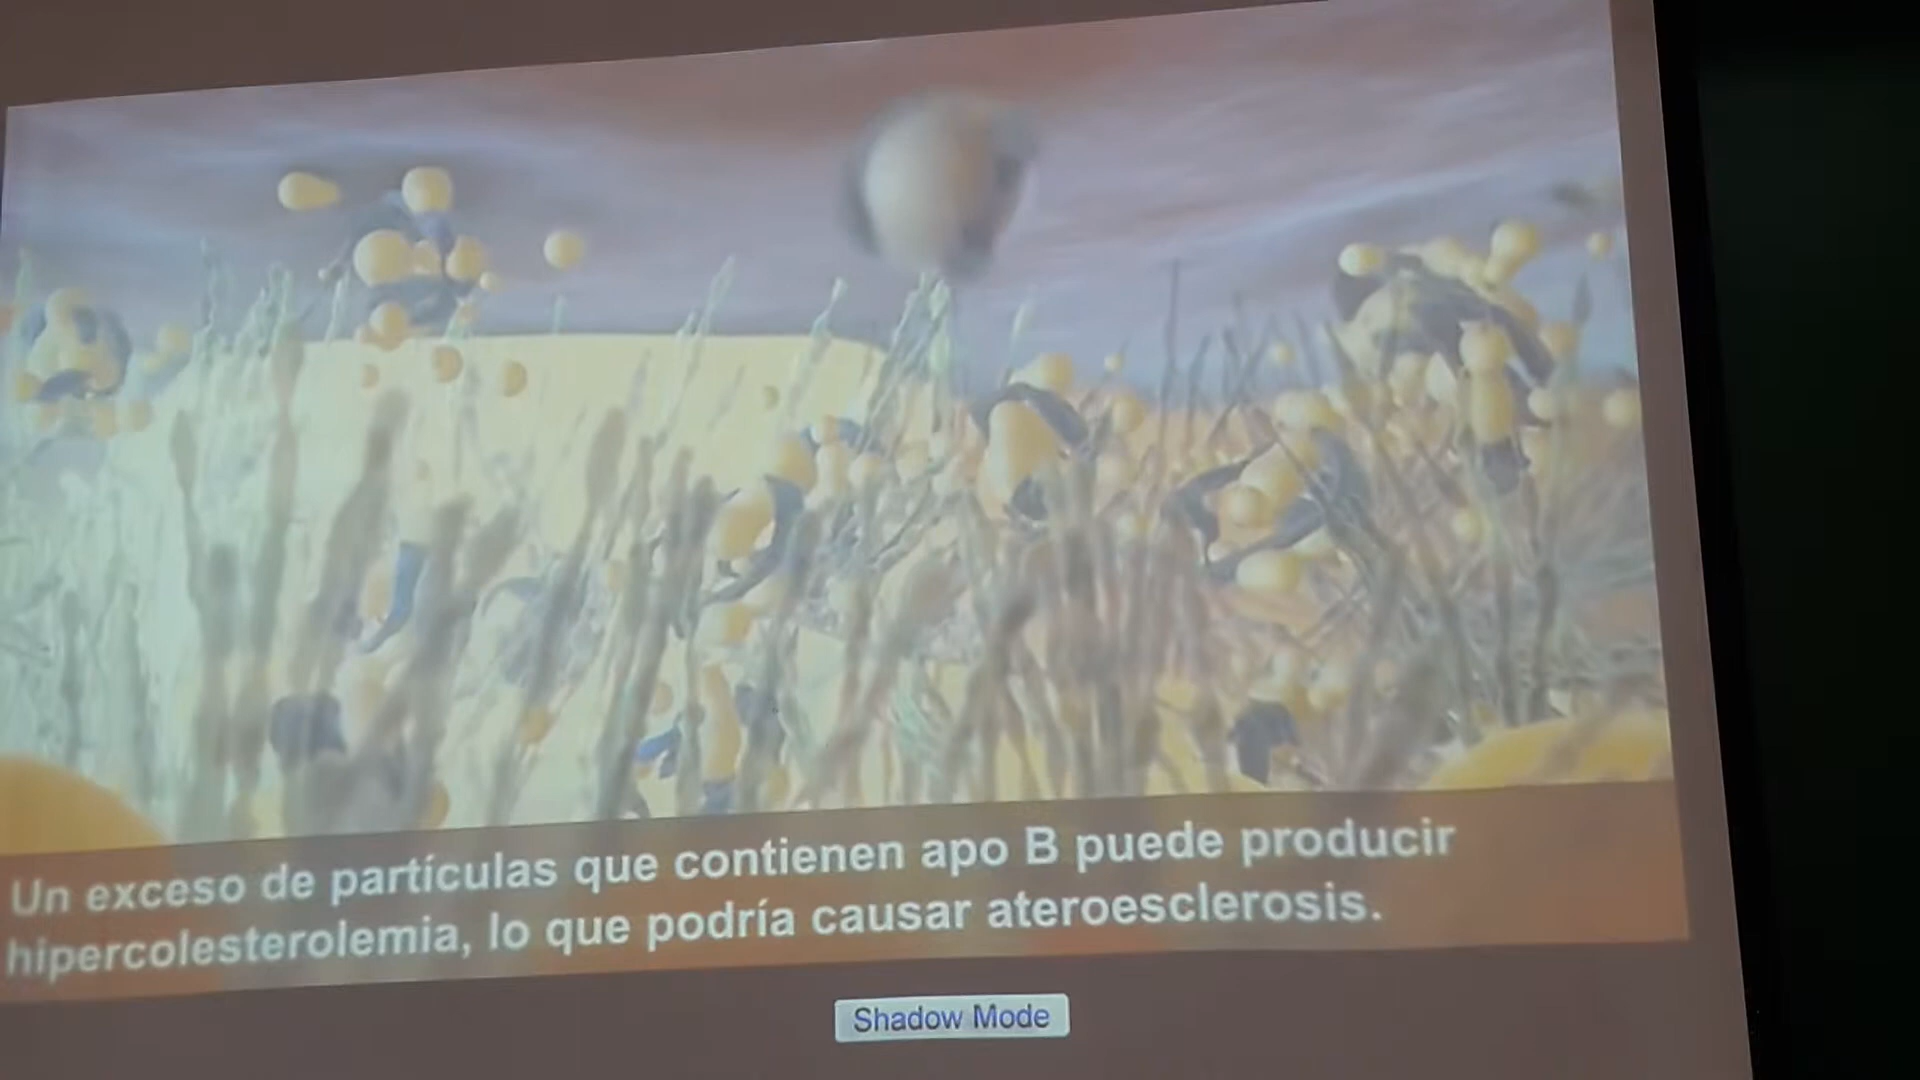 Un exceso de partículas que contienen apo B puede producir
hipercolesterolemia, lo que podría causar ateroesclerosis.
Shadow Mode